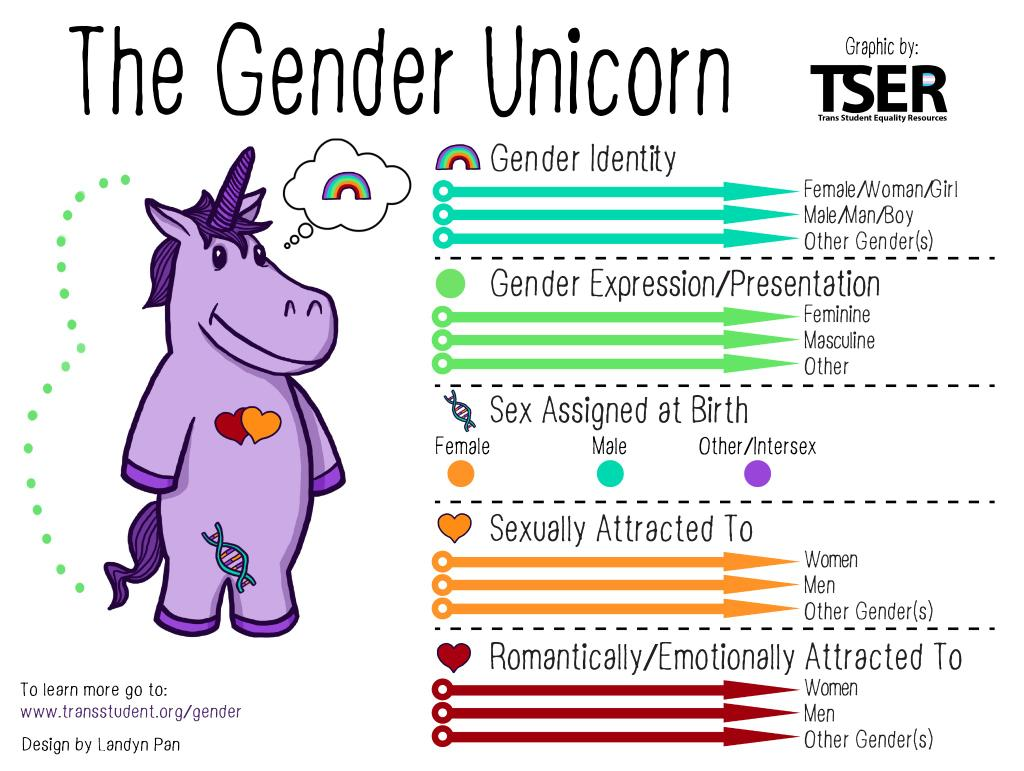 The Gender Unicorn
Graphic by:
TSER
Trans Student Equality Resources
Gender Identity
Female/Woman/Girl
Male/Man/Boy
Other Gender(s)
Gender Expression/Presentation
Feminine
Masculine
Other
Sex Assigned at Birth
Female Male Other/Intersex
Sexually Attracted To
Women
Men
Other Gender(s)
Romantically/Emotionally Attracted To
Women
Men
Other Gender(s)
To learn more go to:
www.transstudent.org/gender
Design by Landyn Pan